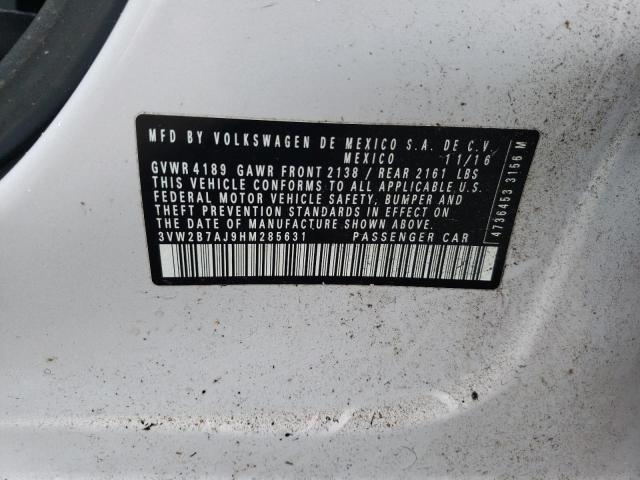 MFD BY VOLKSWAGEN DE MEXICO S.A. DE C.V.
MEXICO 11/16
GVWR 4189 GAWR FRONT 2138 / REAR 2161 LBS
THIS VEHICLE CONFORMS TO ALL APPLICABLE U.S.
FEDERAL MOTOR VEHICLE SAFETY, BUMPER AND
THEFT PREVENTION STANDARDS IN EFFECT ON
THE DATE OF MANUFACTURE SHOWN ABOVE.
3VW2B7AJ9HM285631 PASSENGER CAR
4736453 3156 M